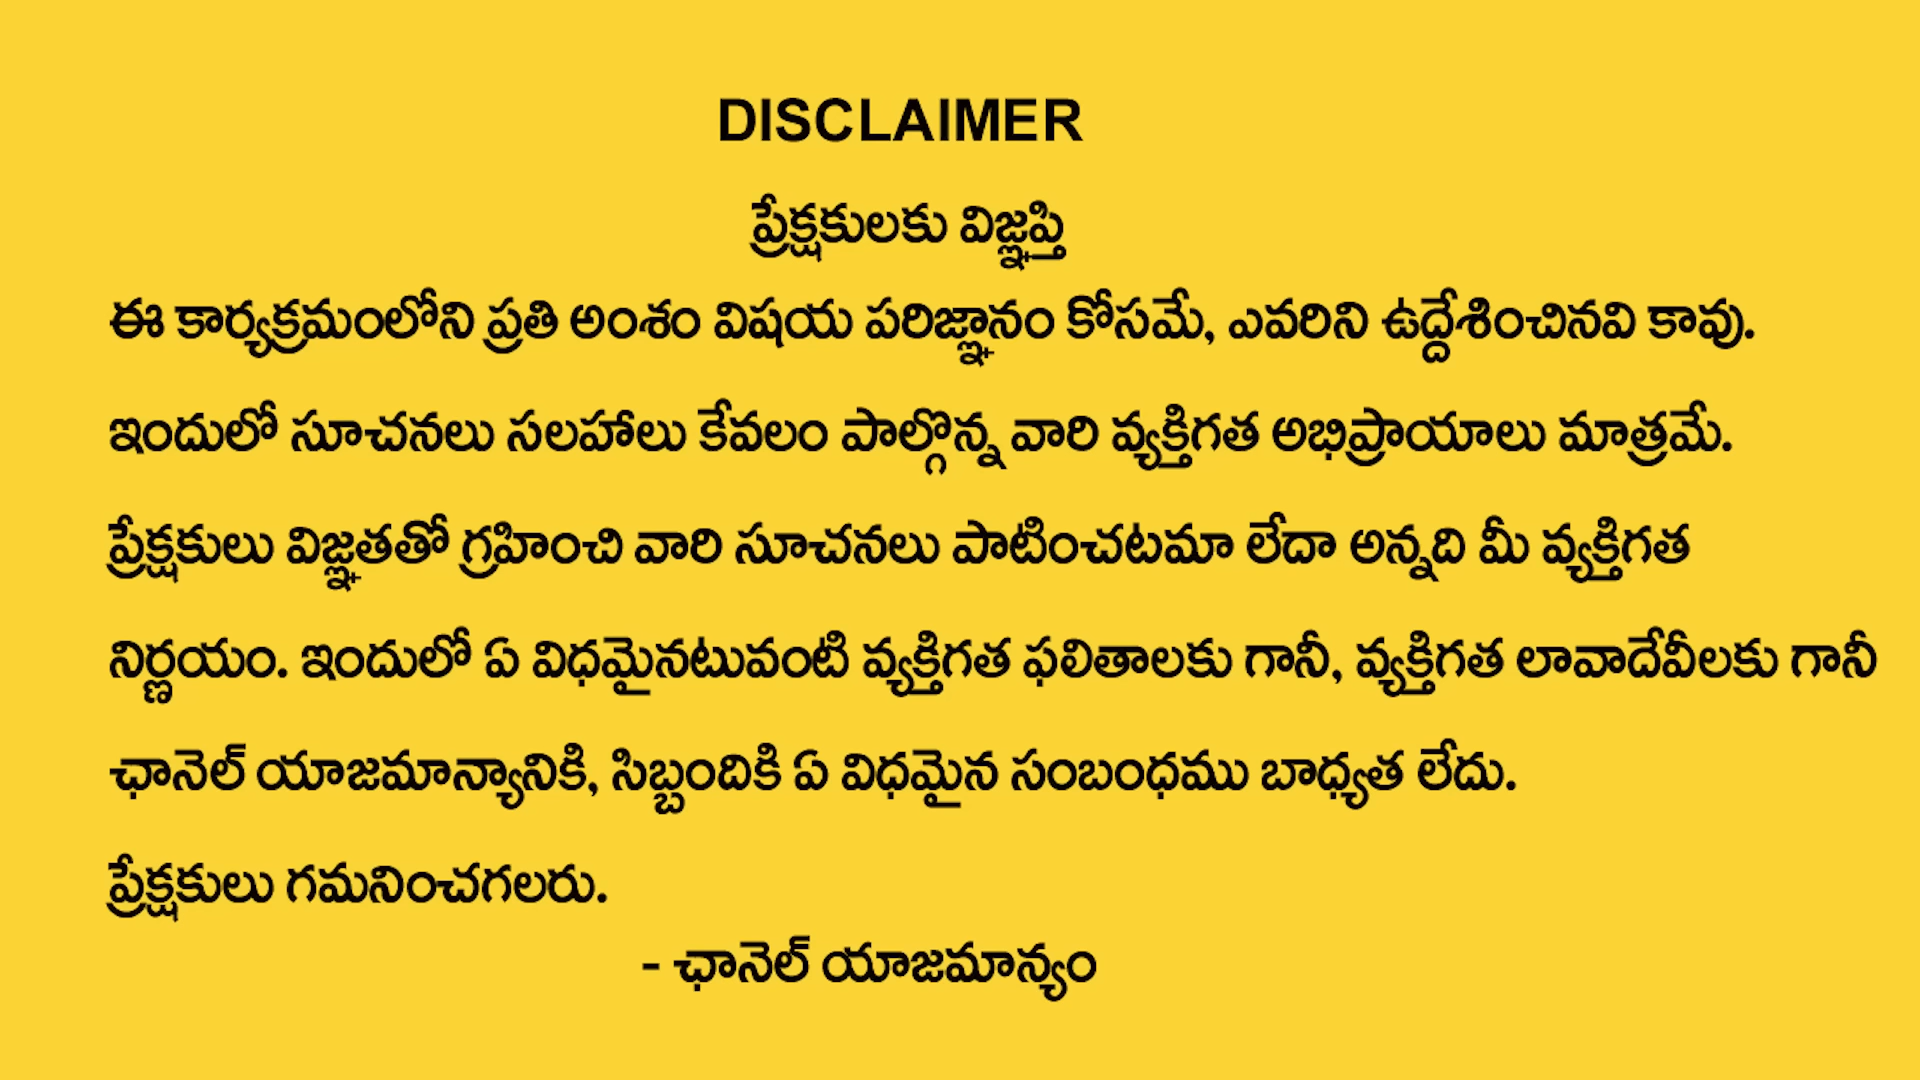 DISCLAIMER
ప్రేక్షకులకు విజ్ఞప్తి
ఈ కార్యక్రమంలోని ప్రతి అంశం విషయ పరిజ్ఞానం కోసమే, ఎవరిని ఉద్దేశించినవి కావు.
ఇందులో సూచనలు సలహాలు కేవలం పాల్గొన్న వారి వ్యక్తిగత అభిప్రాయాలు మాత్రమే.
ప్రేక్షకులు విజ్ఞతతో గ్రహించి వారి సూచనలు పాటించటమా లేదా అన్నది మీ వ్యక్తిగత
నిర్ణయం. ఇందులో ఏ విధమైనటువంటి వ్యక్తిగత ఫలితాలకు గానీ, వ్యక్తిగత లావాదేవీలకు గానీ
ఛానెల్ యాజమాన్యానికి, సిబ్బందికి ఏ విధమైన సంబంధము బాధ్యత లేదు.
ప్రేక్షకులు గమనించగలరు.
- ఛానెల్ యాజమాన్యం